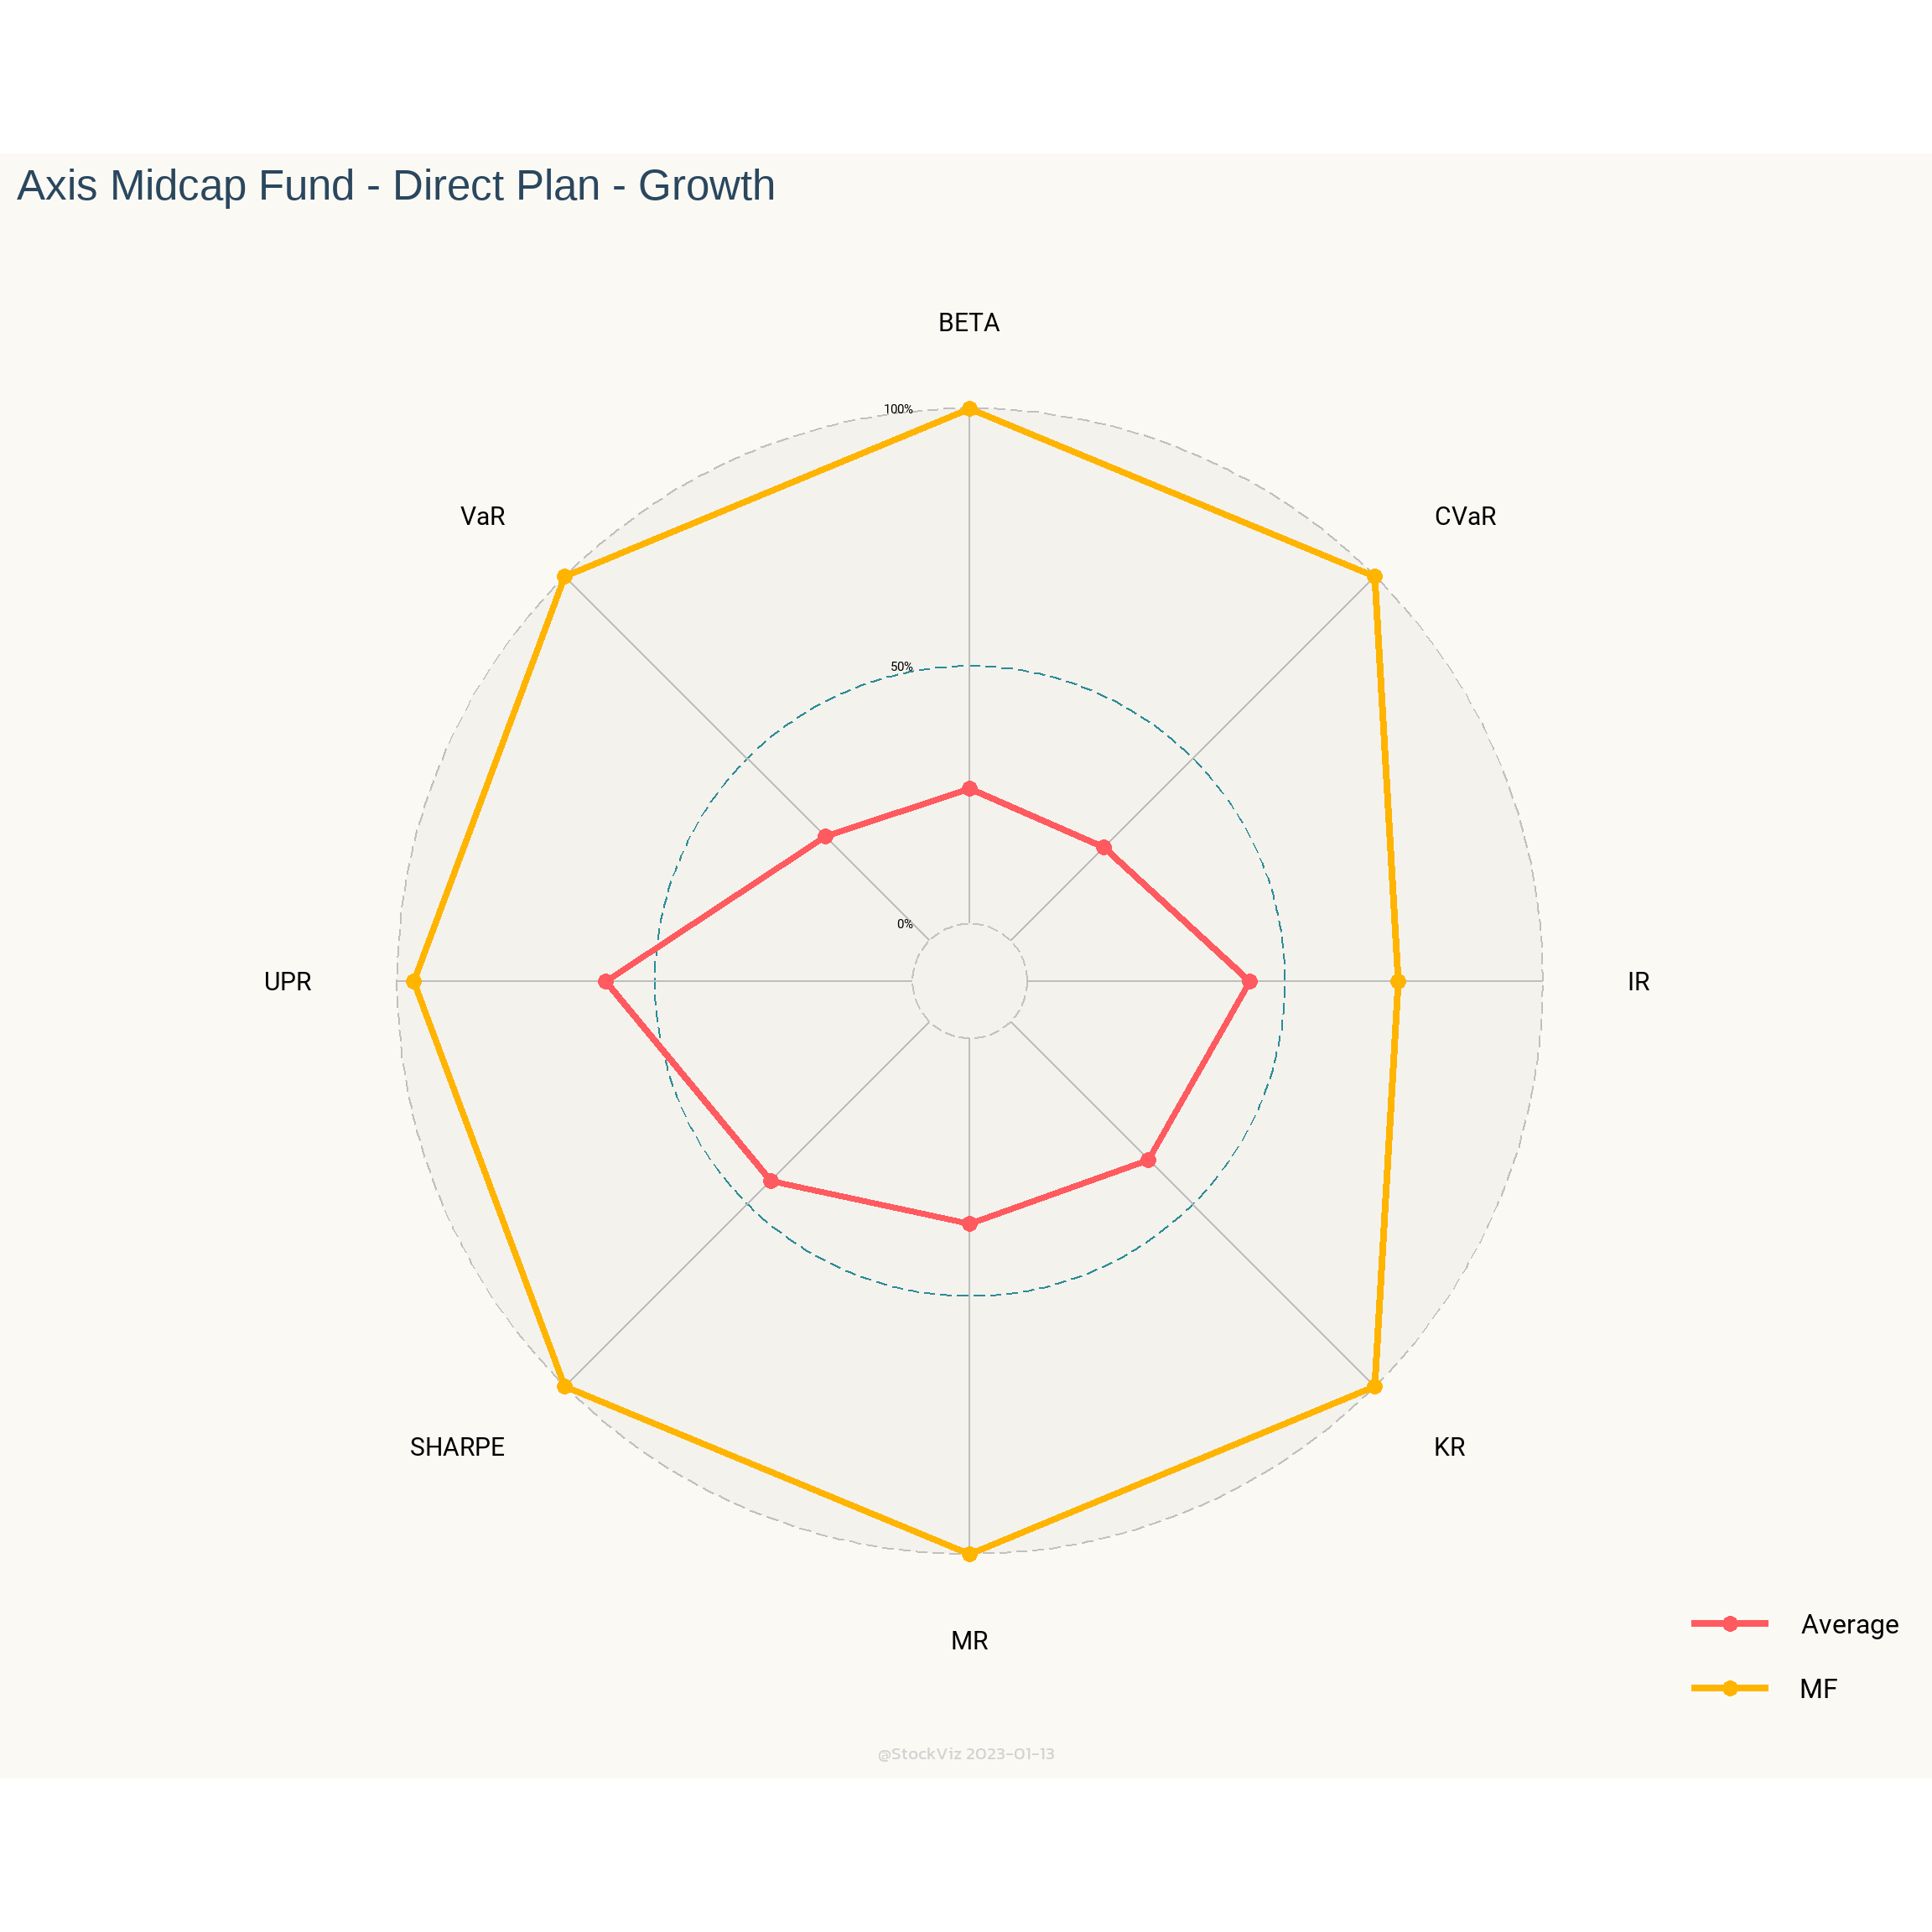 Axis Midcap Fund - Direct Plan - Growth
BETA
100%
VaR
CVaR
50%
0%
UPR
IR
SHARPE
KR
MR
Average
MF
@StockViz 2023-01-13